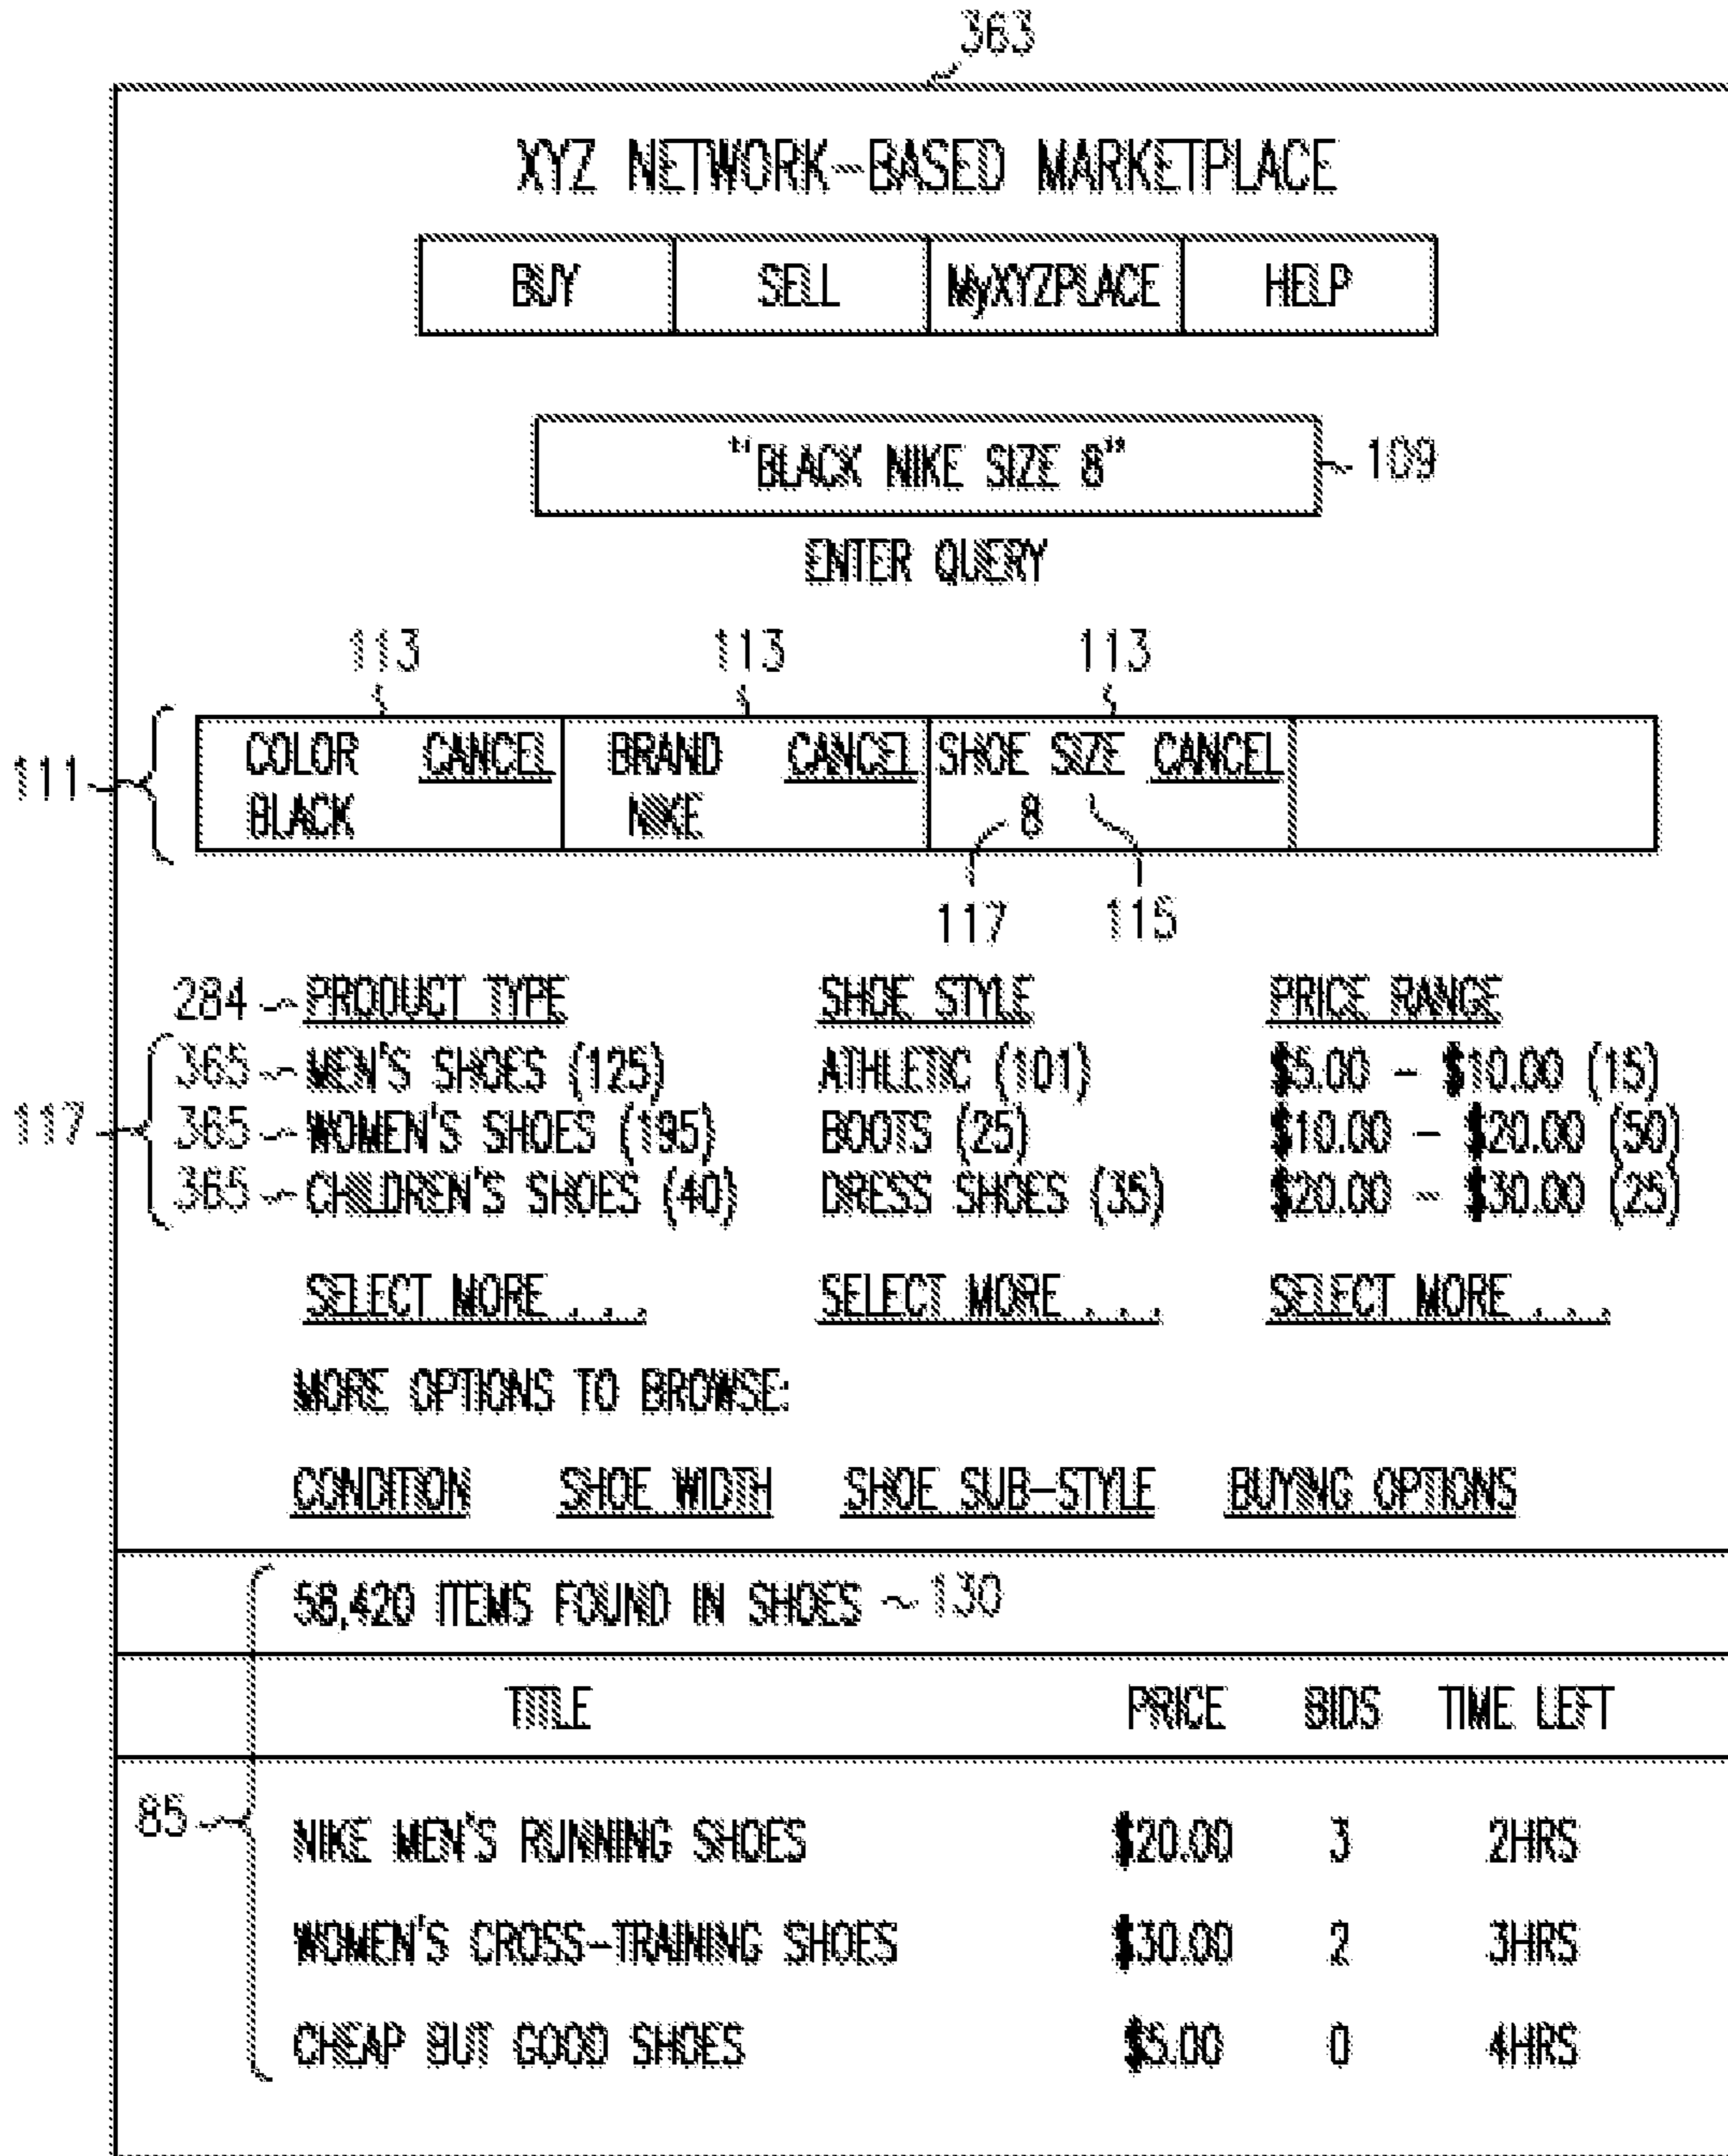 363
XYZ NETWORK-BASED MARKETPLACE
BUY SELL MyXYZPLACE HELP
"BLACK NIKE SIZE 8" 109
ENTER QUERY
113 113 113
COLOR CANCEL BRAND CANCEL SHOE SIZE CANCEL
111
BLACK NIKE 8
117 115
284 PRODUCT TYPE SHOE STYLE PRICE RANGE
365 MEN'S SHOES (125) ATHLETIC (101) $5.00 - $10.00 (15)
117 365 WOMEN'S SHOES (195) BOOTS (25) $10.00 - $20.00 (50)
365 CHILDREN'S SHOES (40) DRESS SHOES (35) $20.00 - $30.00 (25)
SELECT MORE . . . SELECT MORE . . . SELECT MORE . . .
MORE OPTIONS TO BROWSE:
CONDITION SHOE WIDTH SHOE SUB-STYLE BUYING OPTIONS
ITEMS FOUND IN SHOES 130
TITLE PRICE BIDS TIME LEFT
85 NIKE MEN'S RUNNING SHOES $20.00 3 2HRS
WOMEN'S CROSS-TRAINING SHOES $30.00 2 3HRS
CHEAP BUT GOOD SHOES $5.00 0 4HRS